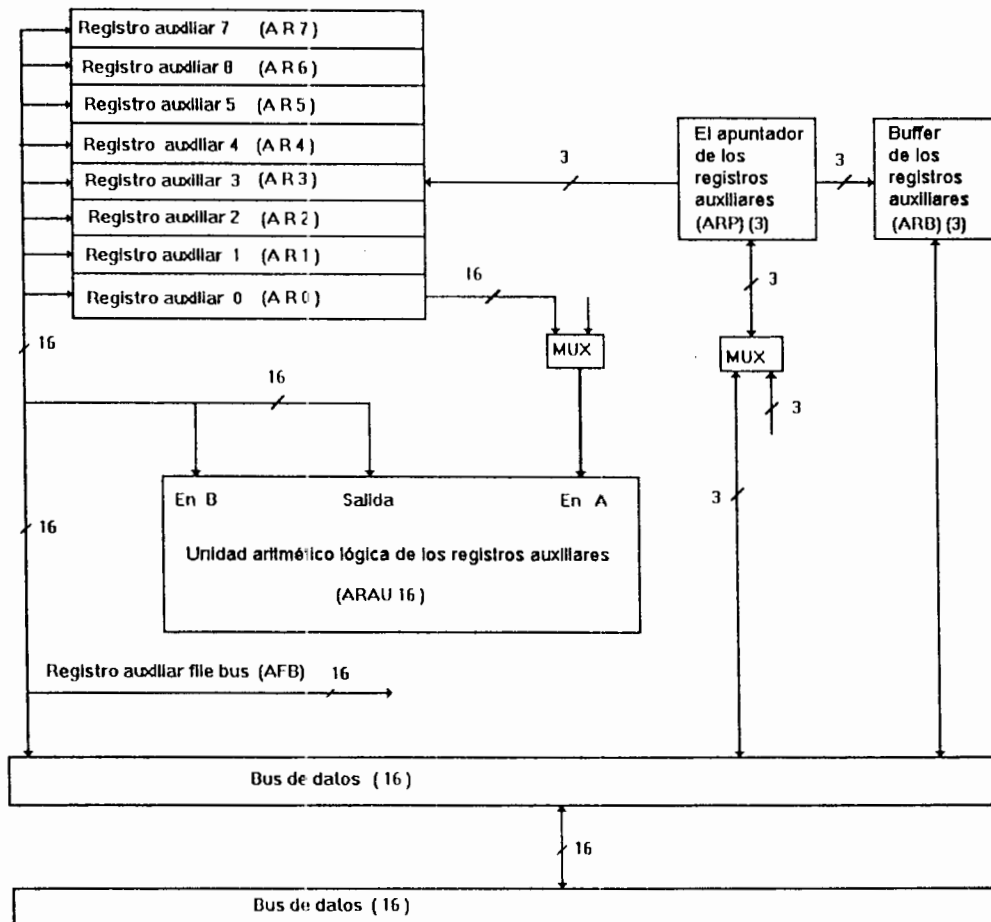 Registro auxiliar 7 (A R 7)
Registro auxiliar 8 (A R 6)
Registro auxiliar 5 (A R 5)
Registro auxiliar 4 (A R 4)
Registro auxiliar 3 (A R 3)
Registro auxiliar 2 (A R 2)
Registro auxiliar 1 (A R 1)
Registro auxiliar 0 (A R 0)
3
El apuntador
de los
registros
auxiliares
(ARP) (3)
3
Buffer
de los
registros
auxiliares
(ARB) (3)
16
3
MUX
MUX
16
16
3
En B
Salida
En A
3
16
Unidad aritmético lógica de los registros auxiliares
(ARAU 16 )
Registro auxiliar file bus (AFB)
16
Bus de datos ( 16 )
16
Bus de datos ( 16 )